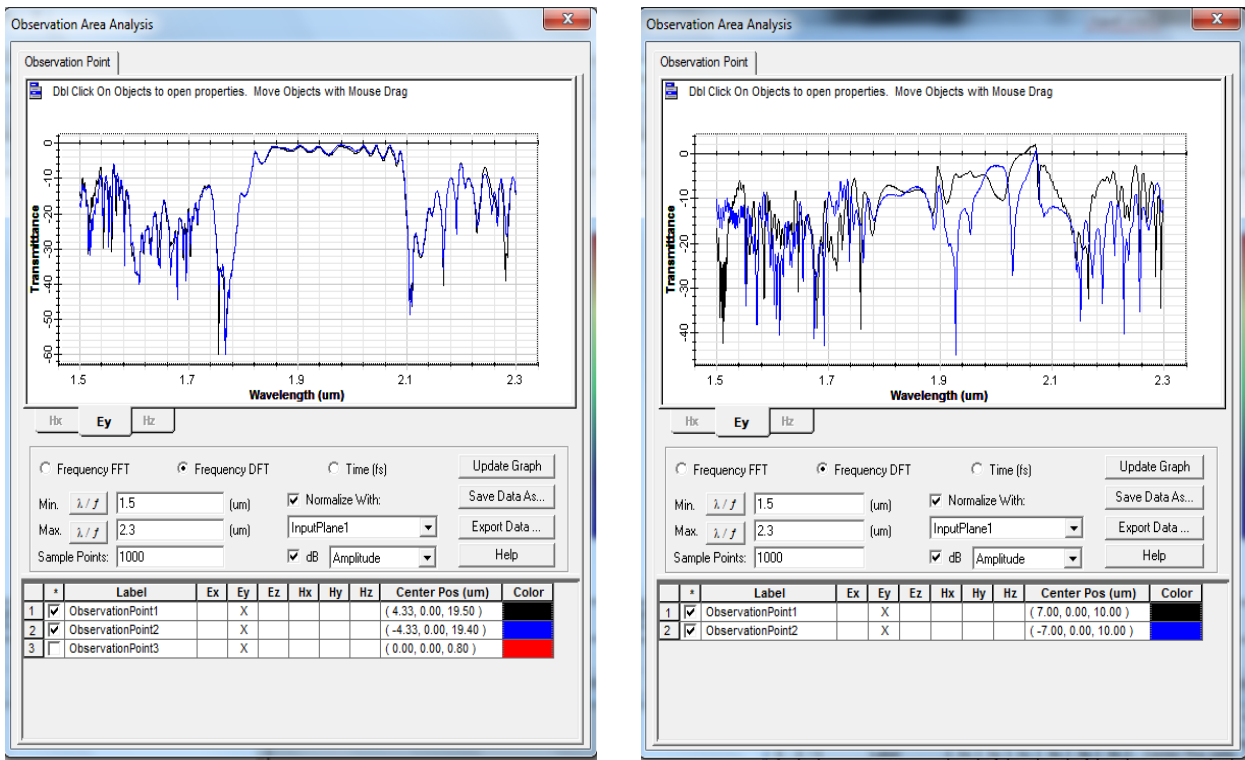 Observation Area Analysis
Observation Point
Dbl Click On Objects to open properties. Move Objects with Mouse Drag
Transmittance
0
-10
-20
-30
-40
-50
-60
1.5 1.7 1.9 2.1 2.3
Wavelength (um)
Hx Ey Hz
Frequency FFT Frequency DFT Time (fs) Update Graph
Min. λ / f 1.5 (um) Normalize With: Save Data As...
Max. λ / f 2.3 (um) InputPlane1 Export Data ...
Sample Points: 1000 dB Amplitude Help
* Label Ex Ey Ez Hx Hy Hz Center Pos (um) Color
1 ObservationPoint1 X ( 4.33, 0.00, 19.50 )
2 ObservationPoint2 X ( -4.33, 0.00, 19.40 )
3 ObservationPoint3 X ( 0.00, 0.00, 0.80 )
Observation Area Analysis
Observation Point
Dbl Click On Objects to open properties. Move Objects with Mouse Drag
Transmittance
0
-10
-20
-30
-40
1.5 1.7 1.9 2.1 2.3
Wavelength (um)
Hx Ey Hz
Frequency FFT Frequency DFT Time (fs) Update Graph
Min. λ / f 1.5 (um) Normalize With: Save Data As...
Max. λ / f 2.3 (um) InputPlane1 Export Data ...
Sample Points: 1000 dB Amplitude Help
* Label Ex Ey Ez Hx Hy Hz Center Pos (um) Color
1 ObservationPoint1 X ( 7.00, 0.00, 10.00 )
2 ObservationPoint2 X ( -7.00, 0.00, 10.00 )